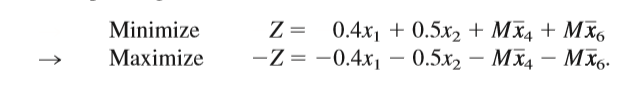 Minimize Z = 0.4x₁ + 0.5x₂ + Mx̄₄ + Mx̄₆
→ Maximize −Z = −0.4x₁ − 0.5x₂ − Mx̄₄ − Mx̄₆.